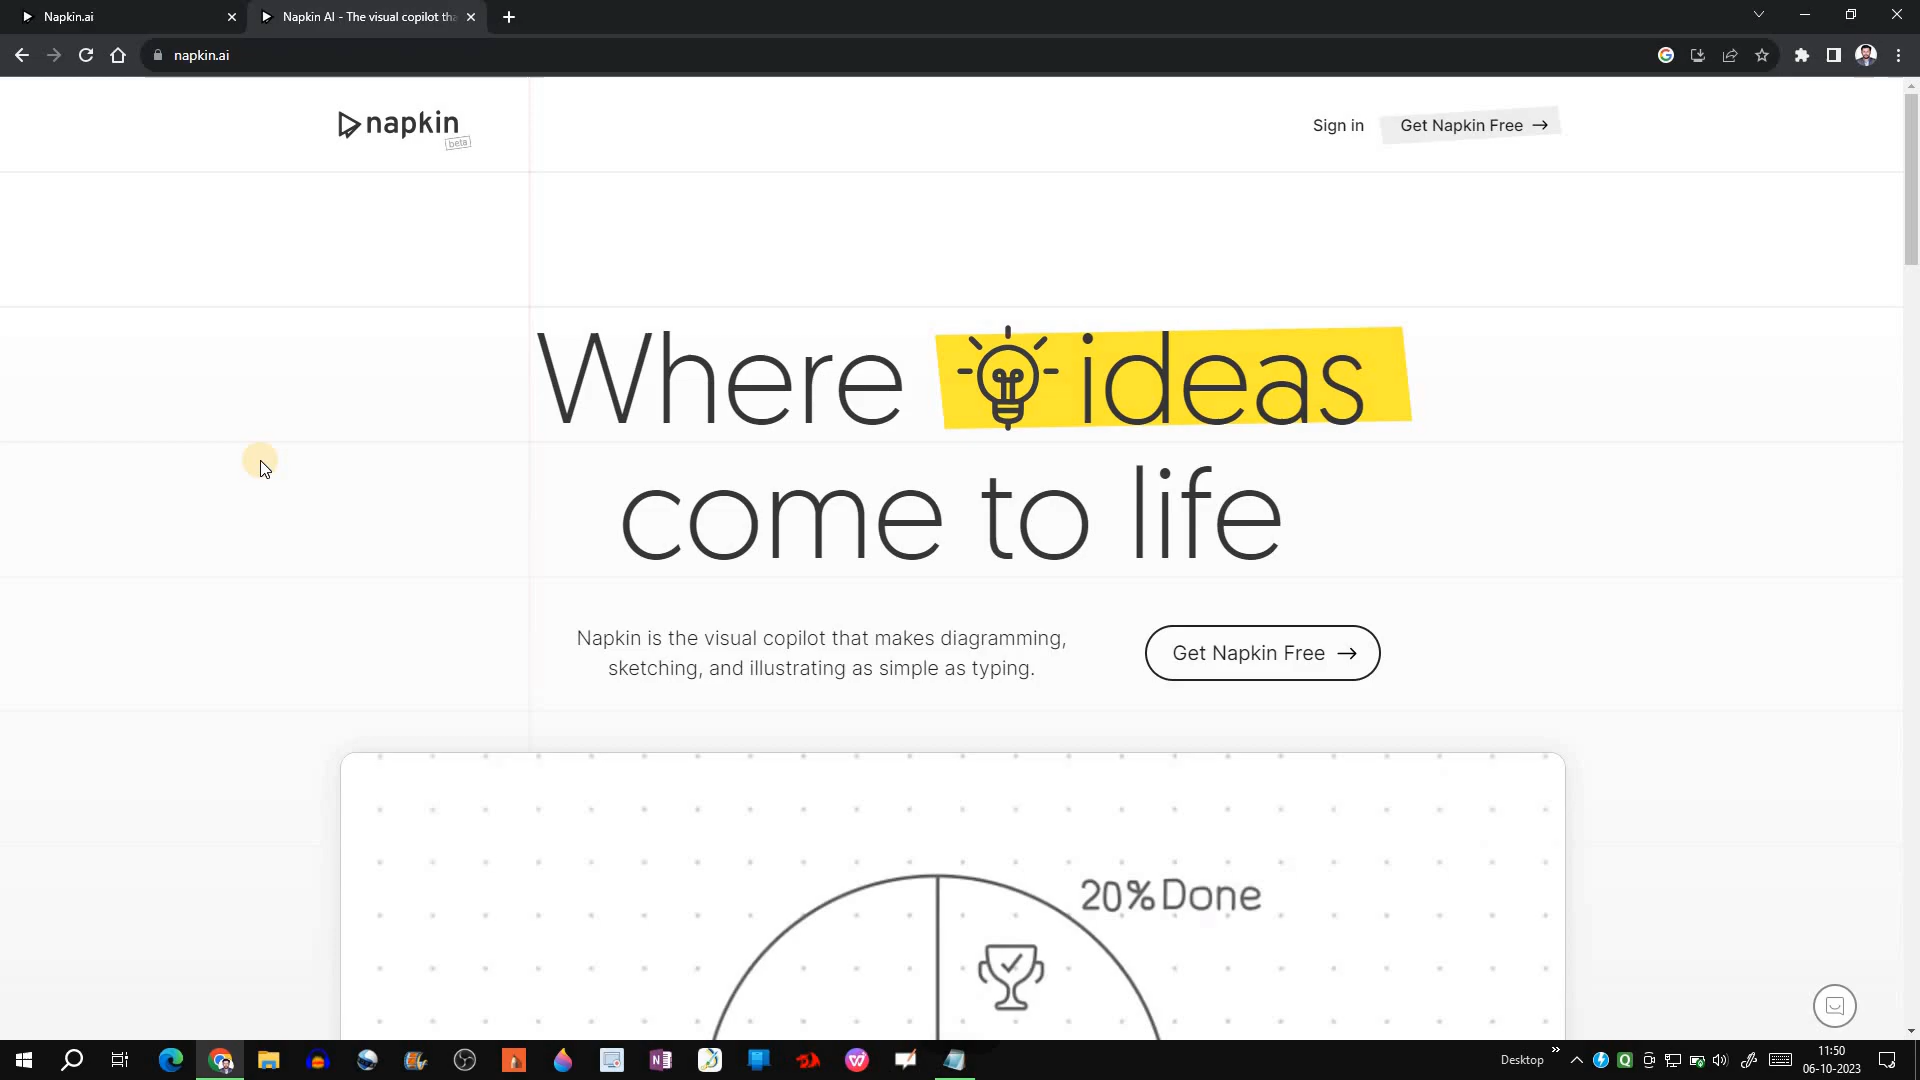 Napkin.ai
Napkin AI - The visual copilot tha
napkin.ai
napkin
beta
Sign in
Get Napkin Free →
Where ideas
come to life
Napkin is the visual copilot that makes diagramming,
sketching, and illustrating as simple as typing.
Get Napkin Free →
20% Done
Desktop
11:50
06-10-2023